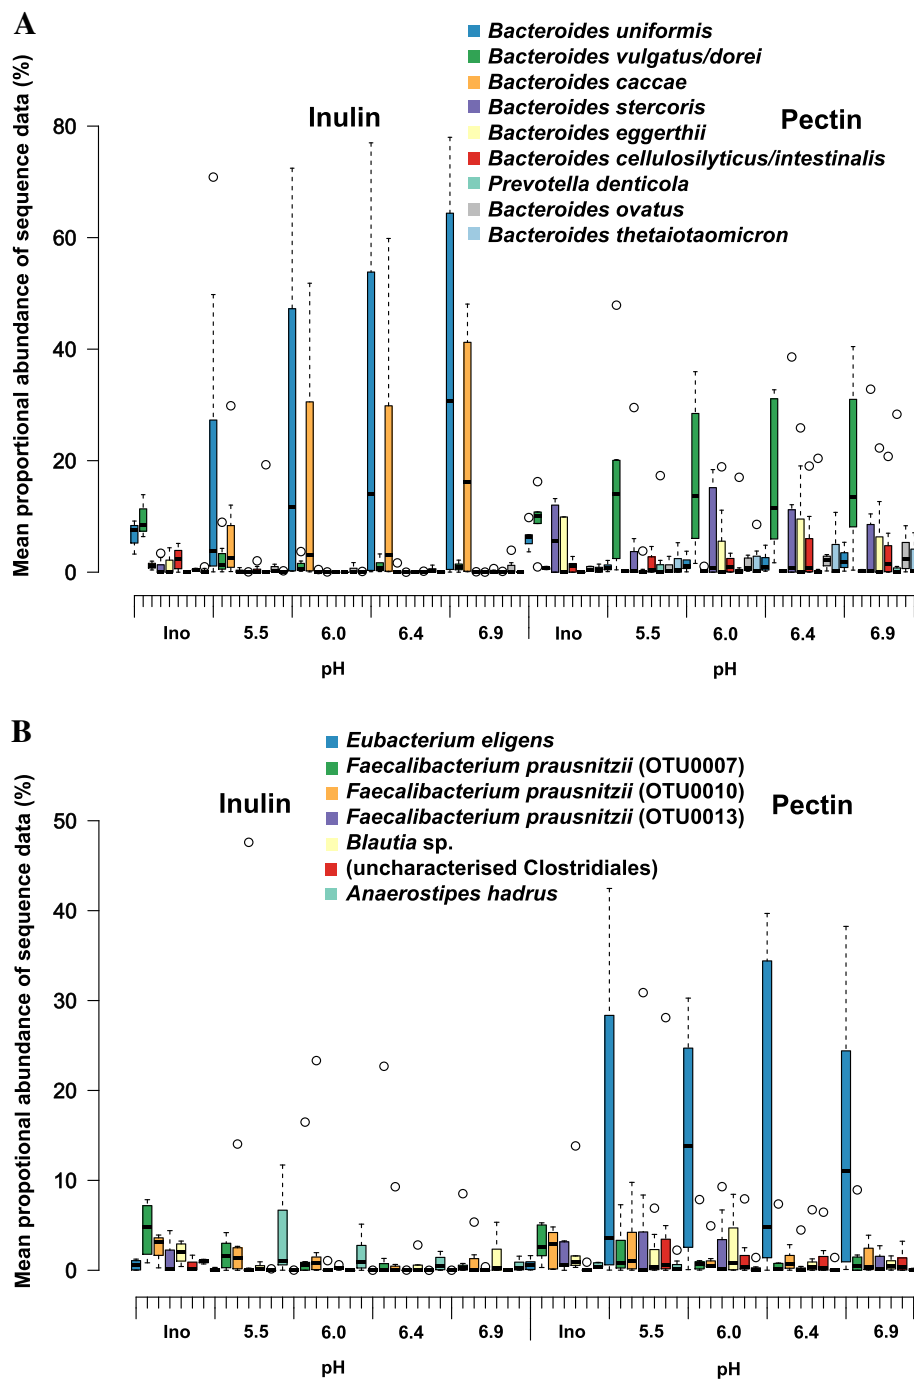 A
Mean proportional abundance of sequence data (%)
Bacteroides uniformis
Bacteroides vulgatus/dorei
Bacteroides caccae
Bacteroides stercoris
Bacteroides eggerthii
Bacteroides cellulosilyticus/intestinalis
Prevotella denticola
Bacteroides ovatus
Bacteroides thetaiotaomicron
Inulin
Pectin
80
60
40
20
0
Ino 5.5 6.0 6.4 6.9 Ino 5.5 6.0 6.4 6.9
pH pH
B
Mean propotional abundance of sequence data (%)
Eubacterium eligens
Faecalibacterium prausnitzii (OTU0007)
Faecalibacterium prausnitzii (OTU0010)
Faecalibacterium prausnitzii (OTU0013)
Blautia sp.
(uncharacterised Clostridiales)
Anaerostipes hadrus
Inulin
Pectin
50
40
30
20
10
0
Ino 5.5 6.0 6.4 6.9 Ino 5.5 6.0 6.4 6.9
pH pH